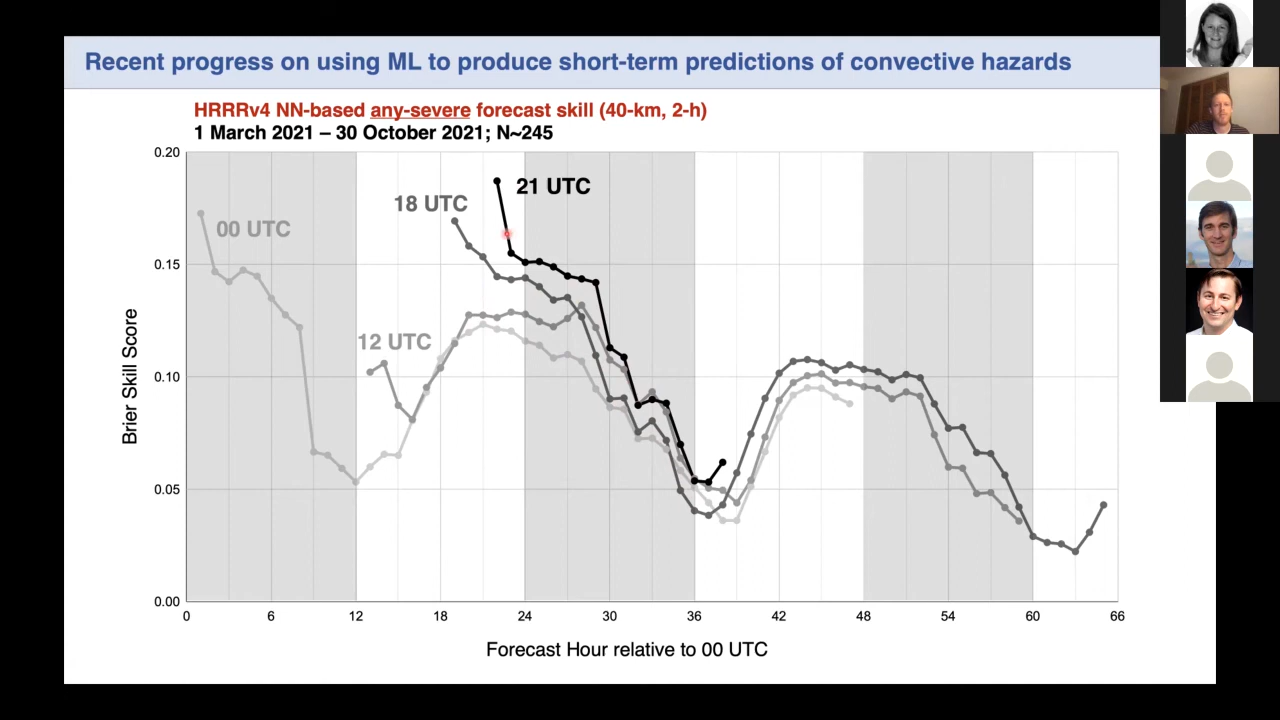 Recent progress on using ML to produce short-term predictions of convective hazards
HRRRv4 NN-based any-severe forecast skill (40-km, 2-h)
1 March 2021 – 30 October 2021; N~245
0.20
0.15
0.10
0.05
0.00
Brier Skill Score
00 UTC
12 UTC
18 UTC
21 UTC
0 6 12 18 24 30 36 42 48 54 60 66
Forecast Hour relative to 00 UTC